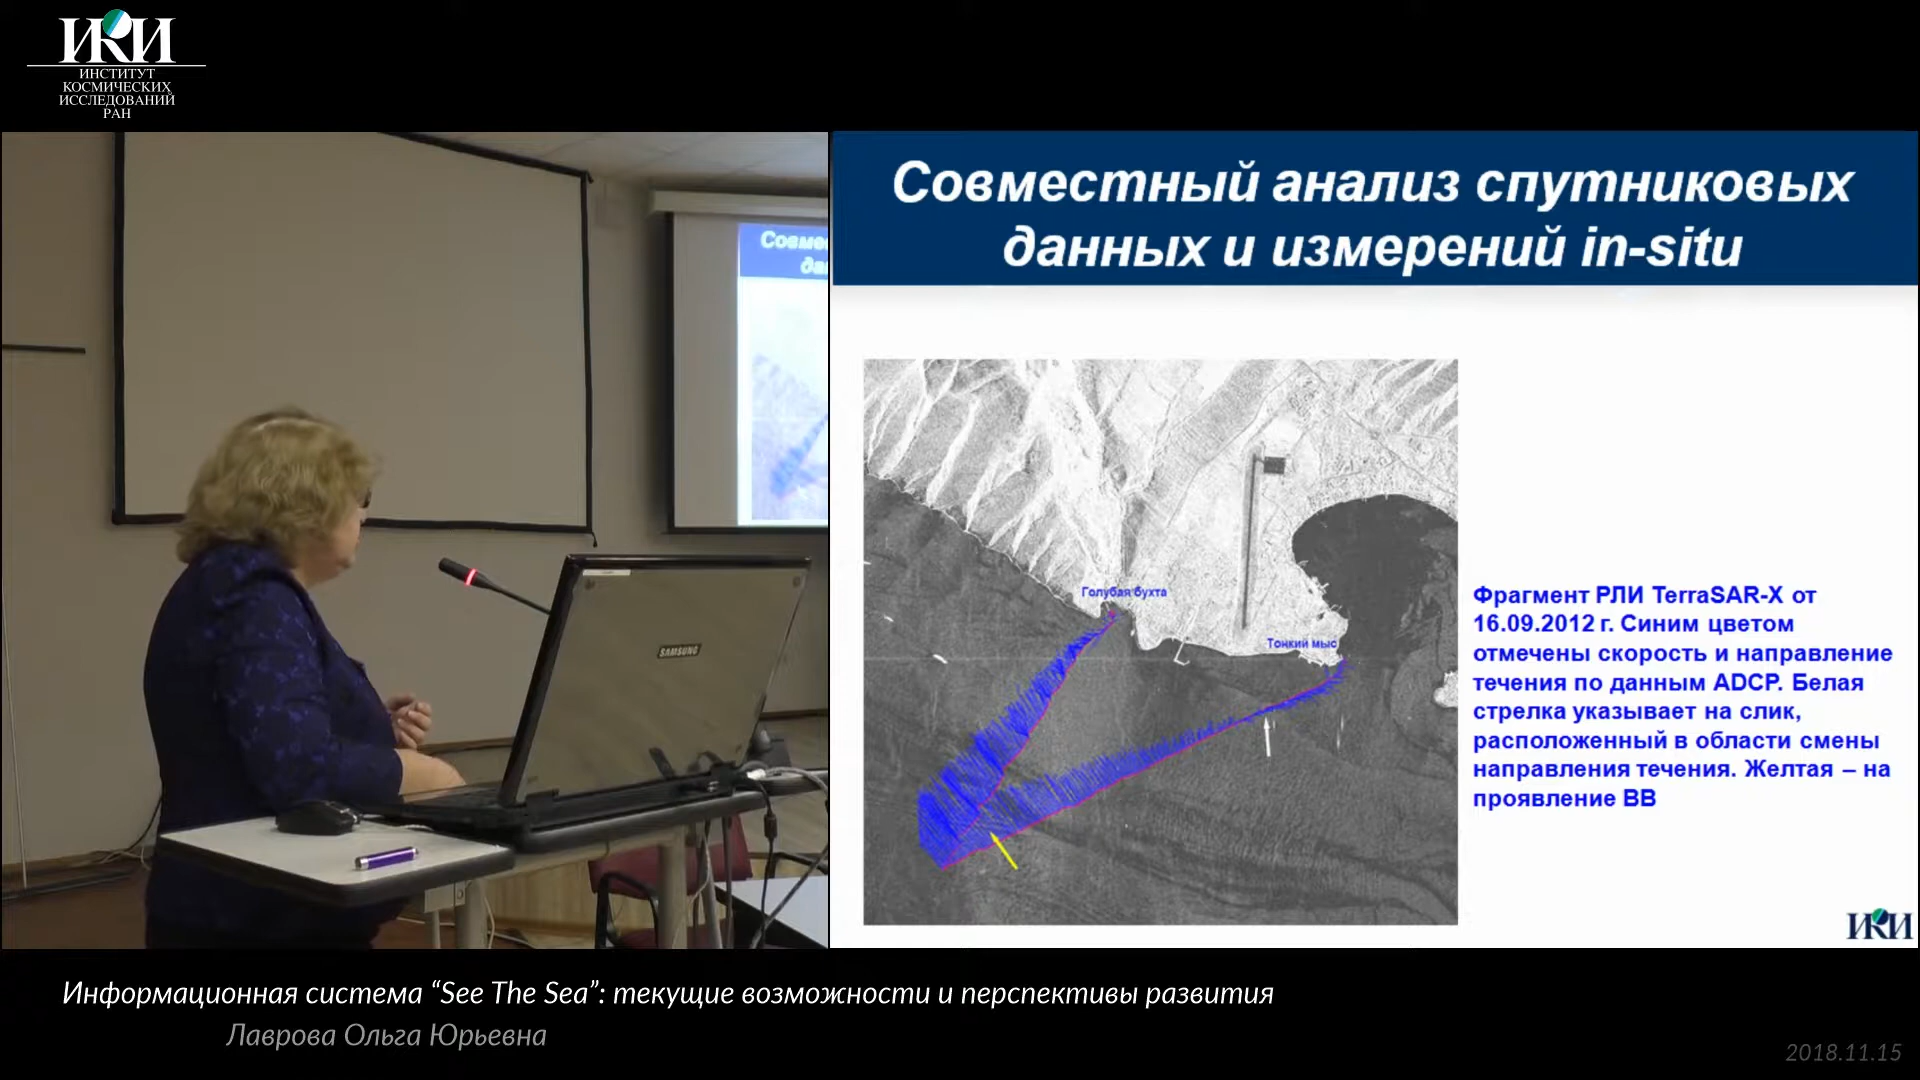 ИКИ
ИНСТИТУТ
КОСМИЧЕСКИХ
ИССЛЕДОВАНИЙ
РАН
Совме
да
SAMSUNG
Совместный анализ спутниковых
данных и измерений in-situ
Голубая бухта
Тонкий мыс
Фрагмент РЛИ TerraSAR-X от
16.09.2012 г. Синим цветом
отмечены скорость и направление
течения по данным ADCP. Белая
стрелка указывает на слик,
расположенный в области смены
направления течения. Желтая – на
проявление ВВ
ИКИ
Информационная система “See The Sea”: текущие возможности и перспективы развития
Лаврова Ольга Юрьевна
2018.11.15